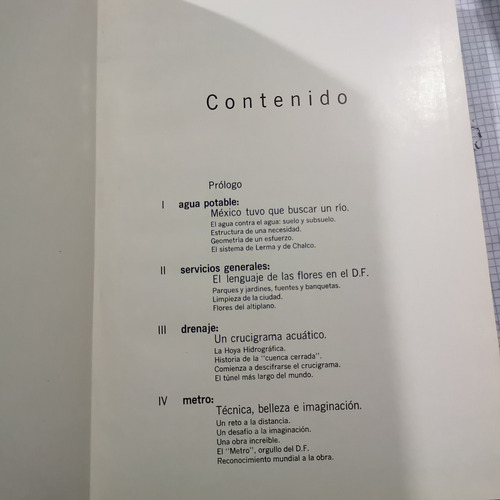 Contenido
Prólogo
I agua potable:
México tuvo que buscar un río.
El agua contra el agua: suelo y subsuelo.
Estructura de una necesidad.
Geometría de un esfuerzo.
El sistema de Lerma y de Chalco.
II servicios generales:
El lenguaje de las flores en el D.F.
Parques y jardines, fuentes y banquetas.
Limpieza de la ciudad.
Flores del altiplano.
III drenaje:
Un crucigrama acuático.
La Hoya Hidrográfica.
Historia de la "cuenca cerrada".
Comienza a descifrarse el crucigrama.
El túnel más largo del mundo.
IV metro:
Técnica, belleza e imaginación.
Un reto a la distancia.
Un desafío a la imaginación.
Una obra increíble.
El "Metro", orgullo del D.F.
Reconocimiento mundial a la obra.